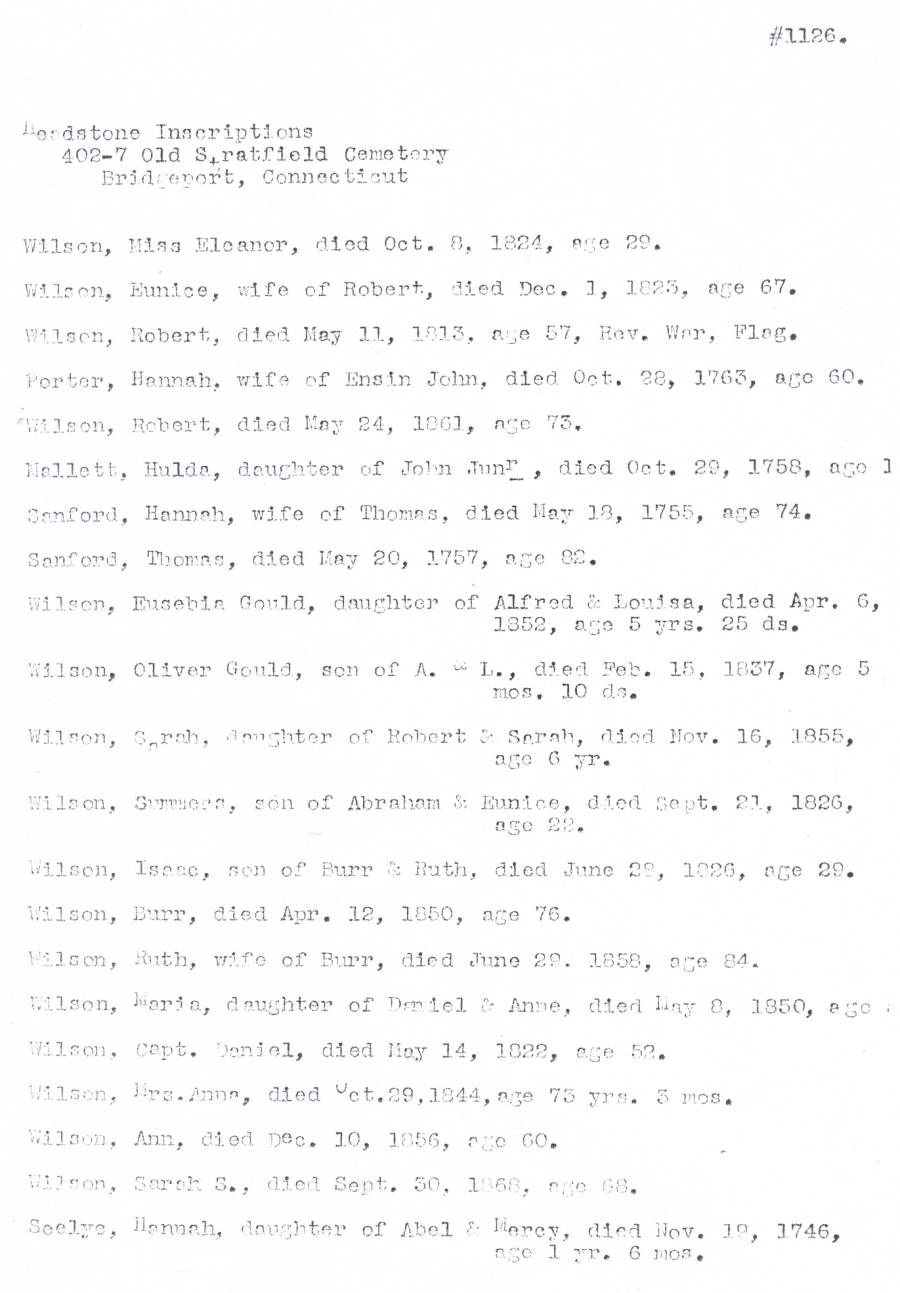 #1126.
Headstone Inscriptions
402-7 Old Stratfield Cemetery
Bridgeport, Connecticut
Wilson, Miss Eleanor, died Oct. 8, 1824, age 29.
Wilson, Eunice, wife of Robert, died Dec. 1, 1823, age 67.
Wilson, Robert, died May 11, 1813, age 57, Rev. War, Flag.
Porter, Hannah, wife of Ensin John, died Oct. 28, 1763, age 60.
Wilson, Robert, died May 24, 1861, age 73.
Mallett, Hulda, daughter of John Junr , died Oct. 29, 1758, age 1
Sanford, Hannah, wife of Thomas, died May 18, 1755, age 74.
Sanford, Thomas, died May 20, 1757, age 82.
Wilson, Eusebia Gould, daughter of Alfred & Louisa, died Apr. 6,
1852, age 5 yrs. 25 ds.
Wilson, Oliver Gould, son of A. & L., died Feb. 15, 1837, age 5
mos. 10 ds.
Wilson, Sarah, daughter of Robert & Sarah, died Nov. 16, 1855,
age 6 yr.
Wilson, Summers, son of Abraham & Eunice, died Sept. 21, 1826,
age 22.
Wilson, Isaac, son of Burr & Ruth, died June 29, 1826, age 29.
Wilson, Burr, died Apr. 12, 1850, age 76.
Wilson, Ruth, wife of Burr, died June 29. 1858, age 84.
Wilson, Maria, daughter of Daniel & Anne, died May 8, 1850, age
Wilson, Capt. Daniel, died May 14, 1822, age 52.
Wilson, Mrs.Anna, died Oct.29,1844,age 73 yrs. 3 mos.
Wilson, Ann, died Dec. 10, 1856, age 60.
Wilson, Sarah S., died Sept. 30, 1868, age 68.
Seelye, Hannah, daughter of Abel & Mercy, died Nov. 19, 1746,
age 1 yr. 6 mos.